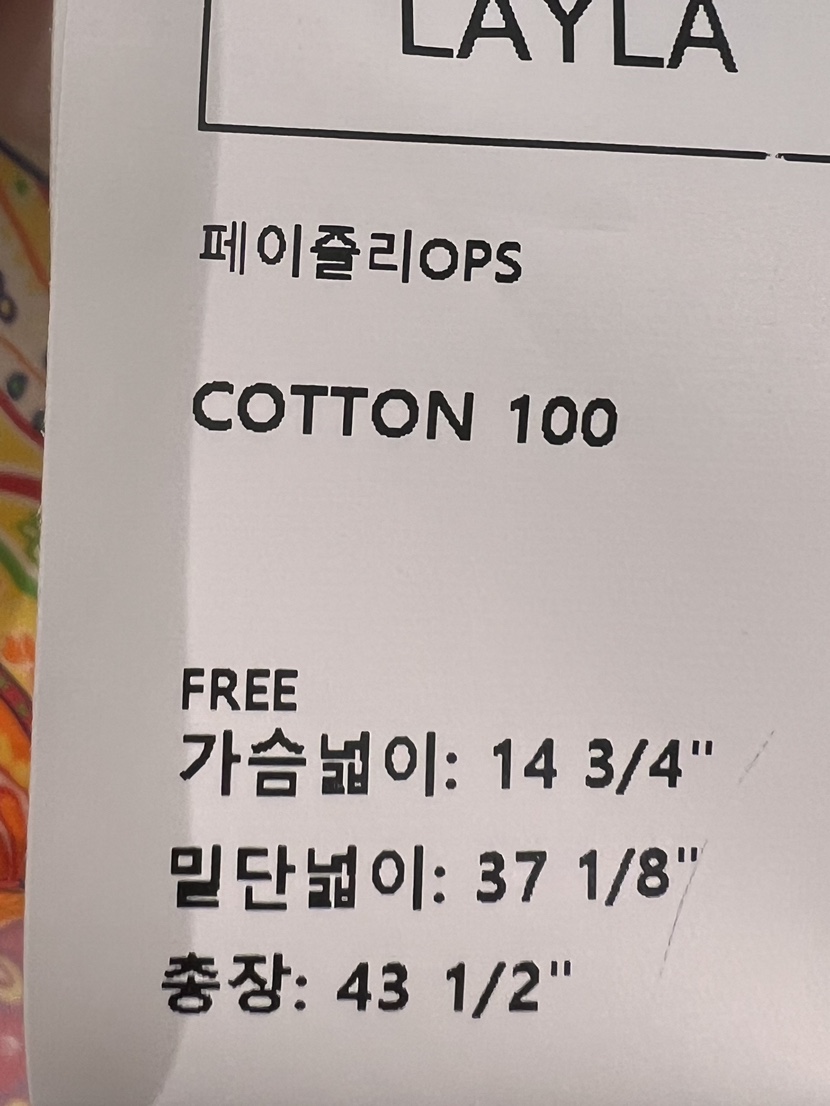 LAYLA
페이즐리OPS
COTTON 100
FREE
가슴넓이: 14 3/4"
밑단넓이: 37 1/8"
총장: 43 1/2"